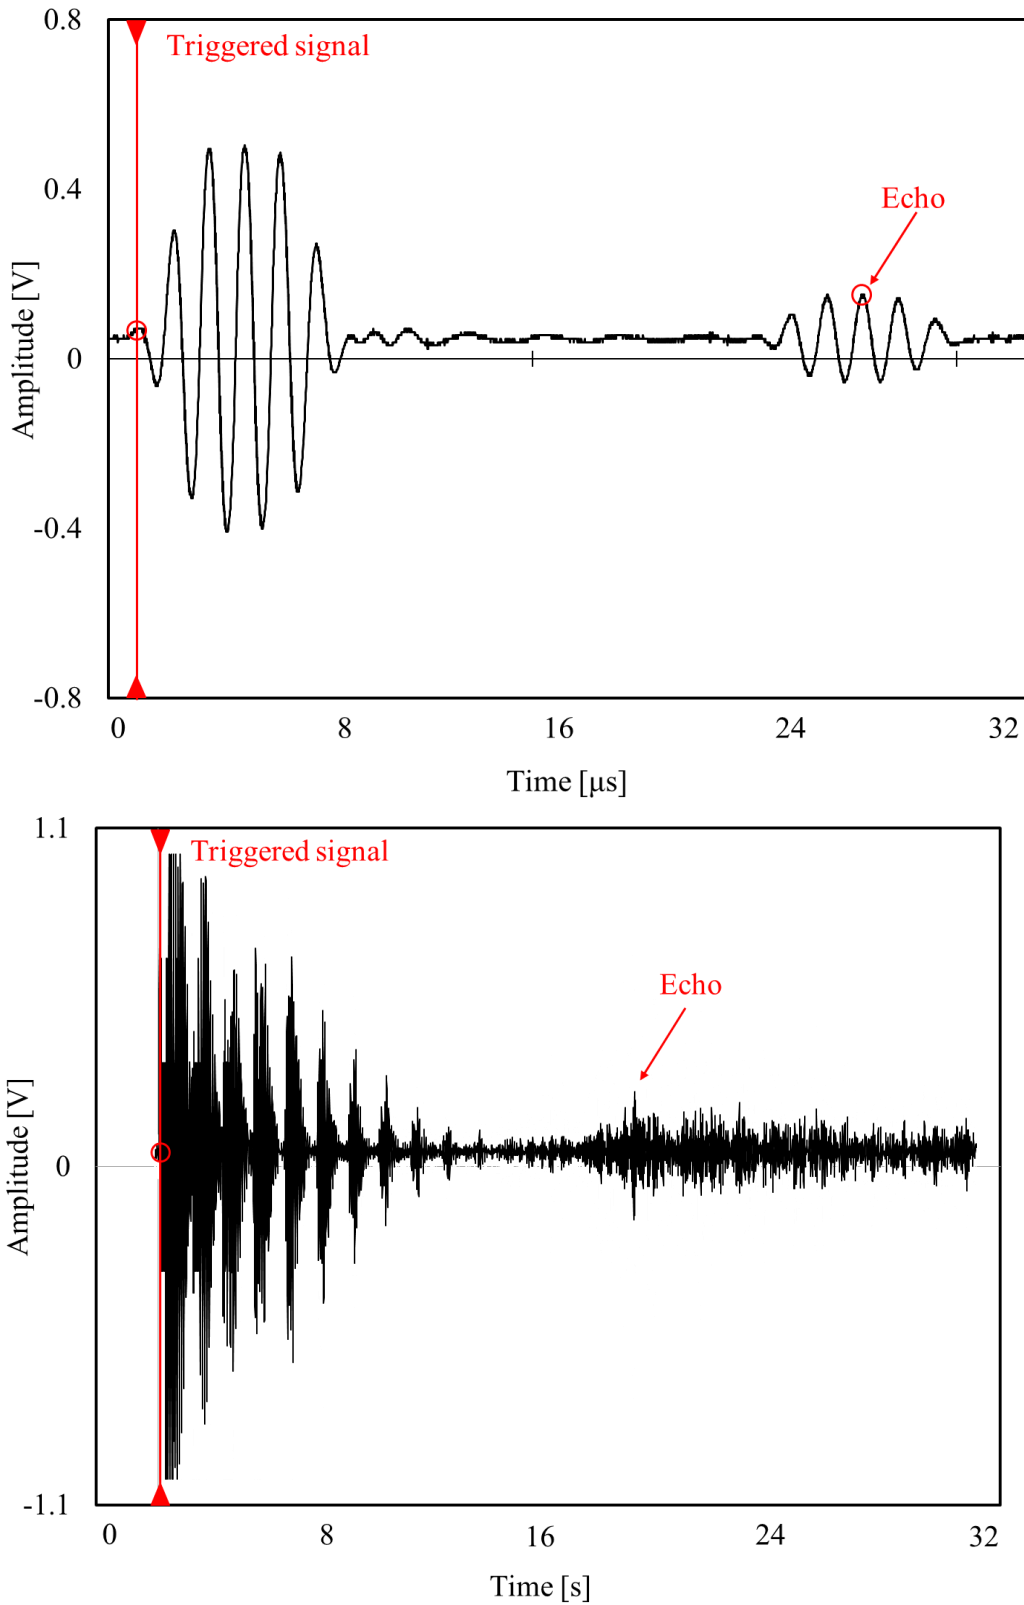 0.8
Triggered signal
0.4
Echo
Amplitude [V]
0
-0.4
-0.8
0 8 16 24 32
Time [μs]
1.1
Triggered signal
Echo
Amplitude [V]
0
-1.1
0 8 16 24 32
Time [s]